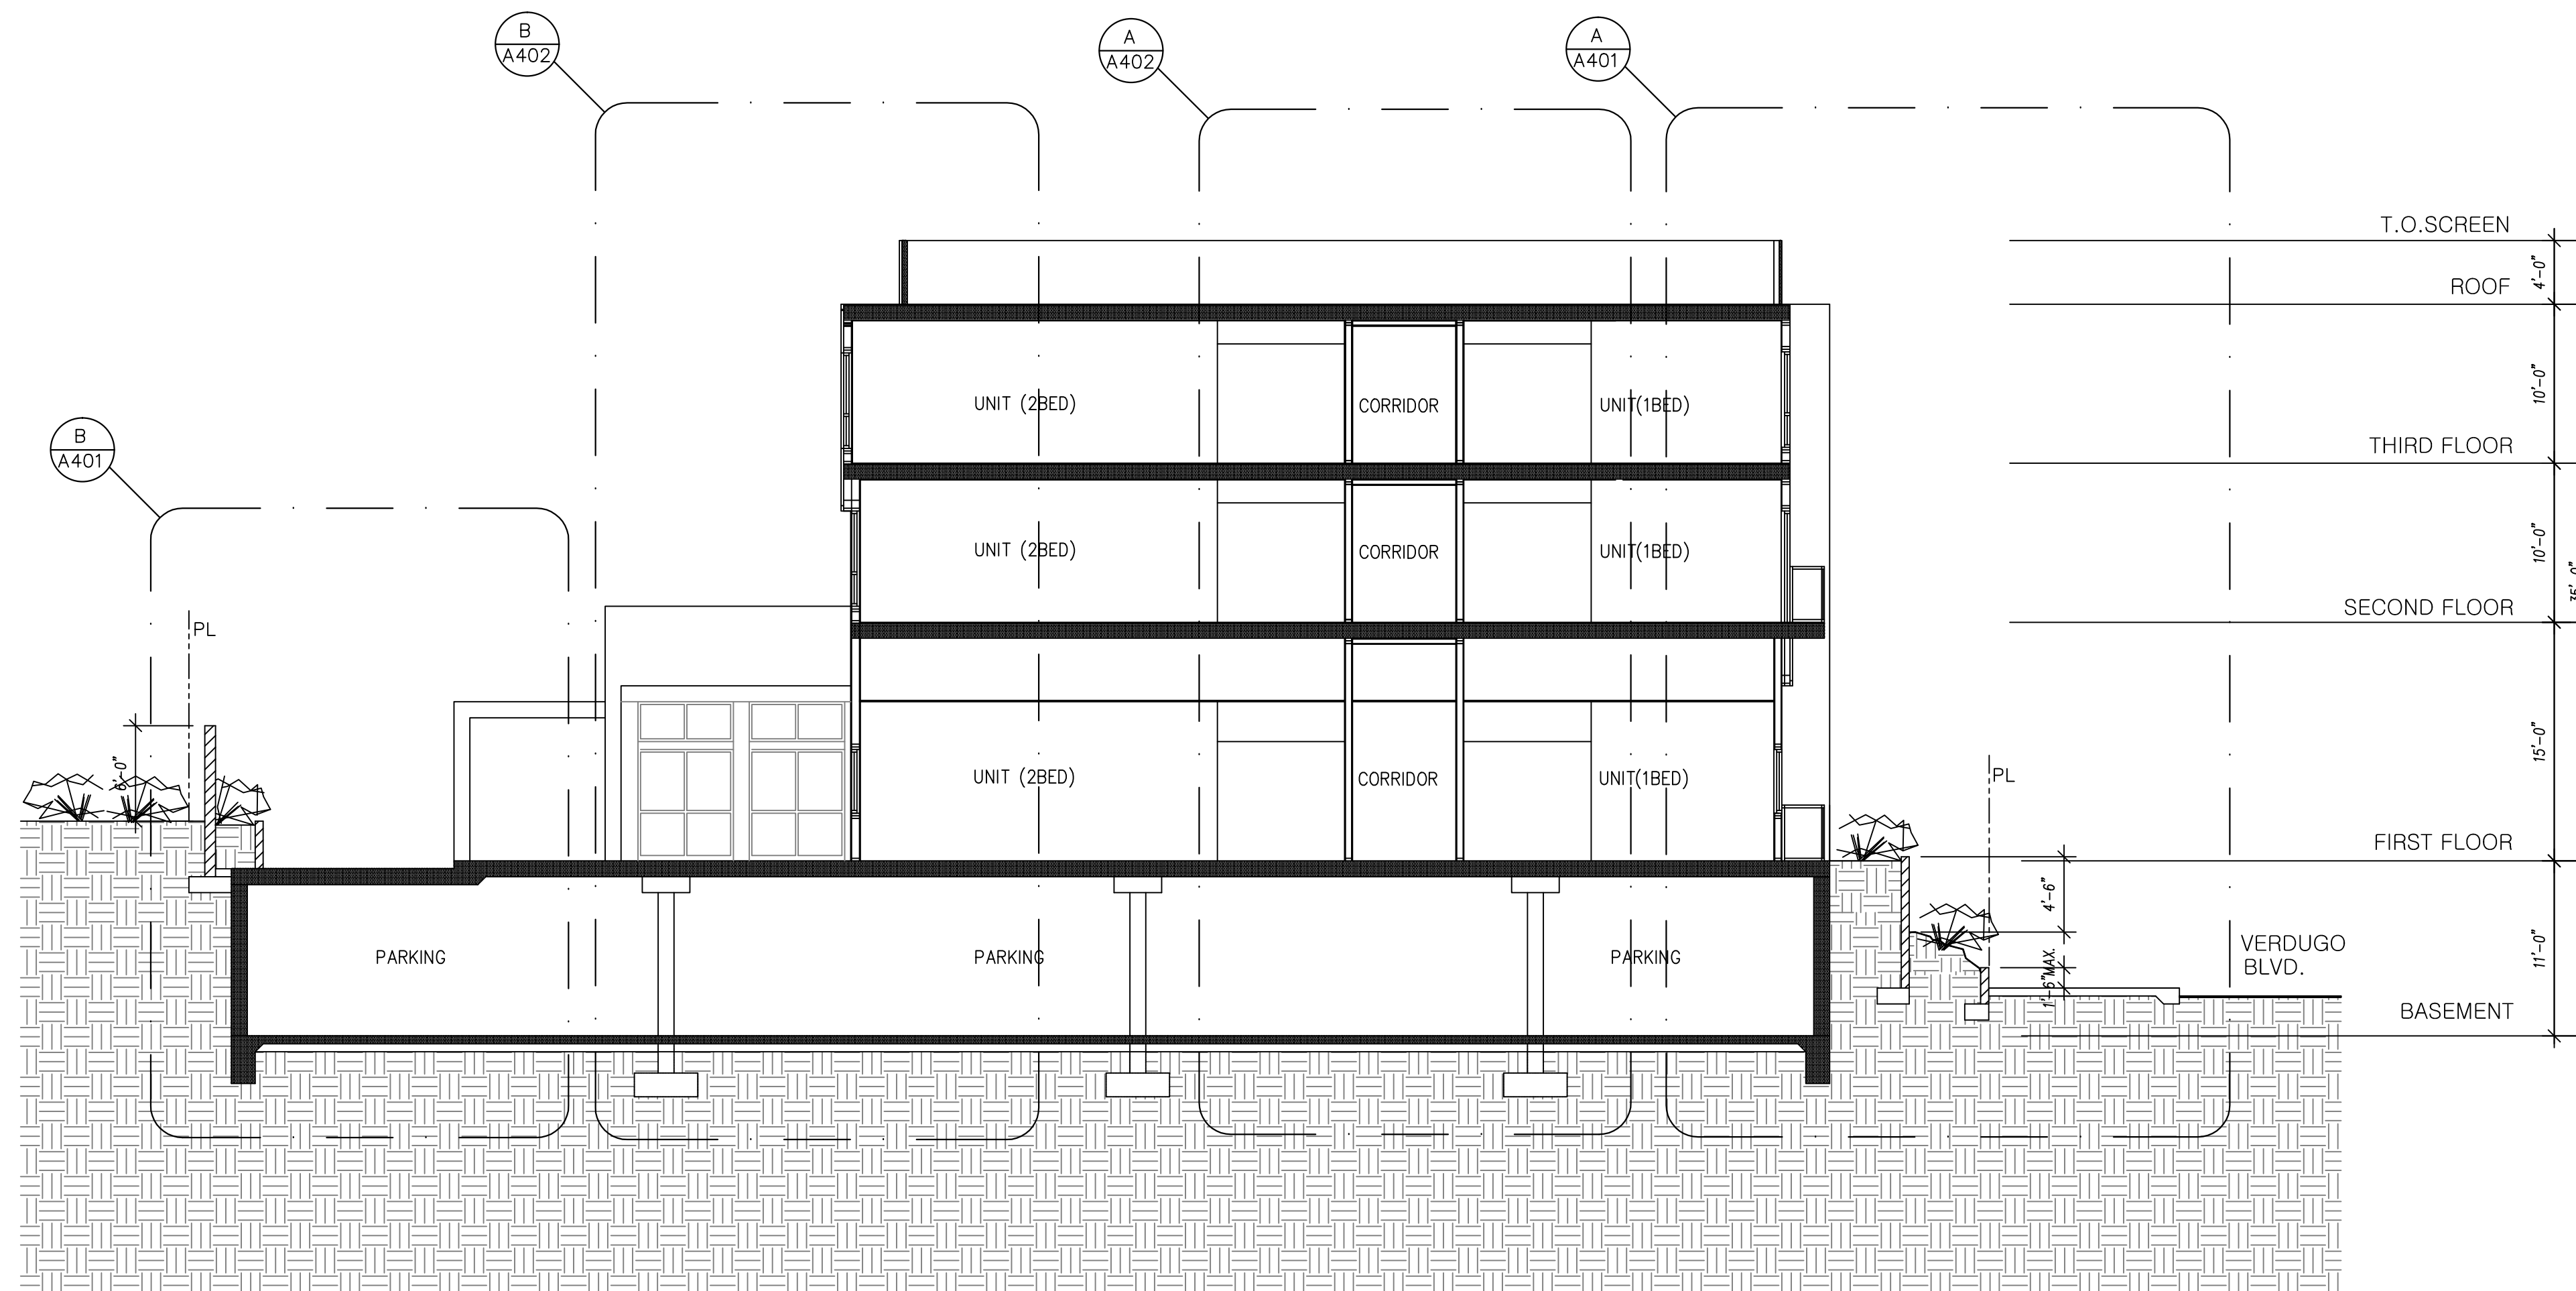 B
A402
A
A402
A
A401
T.O.SCREEN
4'-0"
ROOF
10'-0"
UNIT (2BED)
CORRIDOR
UNIT(1BED)
THIRD FLOOR
B
A401
10'-0"
UNIT (2BED)
CORRIDOR
UNIT(1BED)
35'-0"
SECOND FLOOR
PL
15'-0"
6'-0"
UNIT (2BED)
CORRIDOR
UNIT(1BED)
PL
FIRST FLOOR
4'-6"
PARKING
PARKING
PARKING
1'-6"MAX.
VERDUGO
BLVD.
11'-0"
BASEMENT